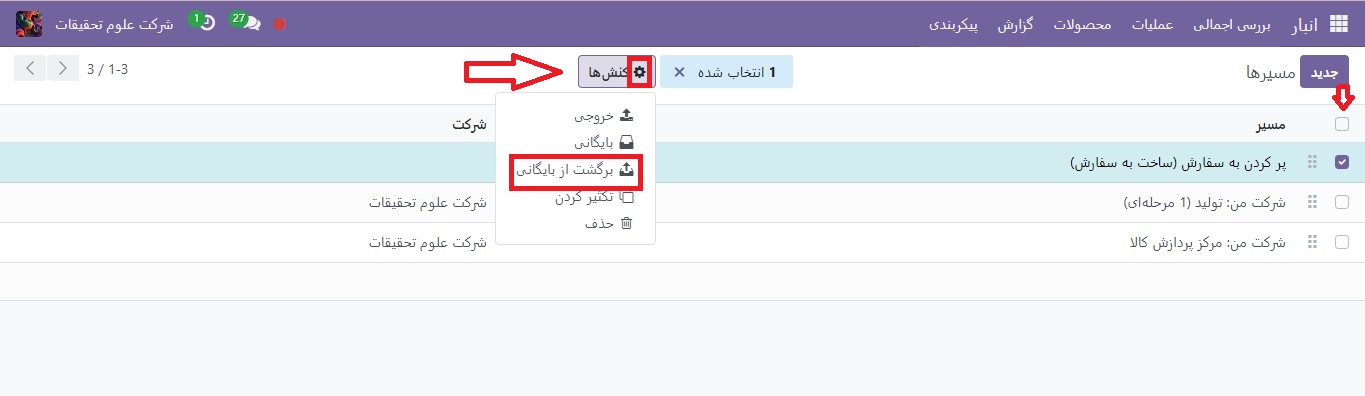 انبار بررسی اجمالی عملیات محصولات گزارش پیکربندی 27 1 شرکت علوم تحقیقات
جدید مسیرها 1 انتخاب شده × کنش‌ها 1-3 / 3
خروجی
بایگانی
برگشت از بایگانی
تکثیر کردن
حذف
مسیر شرکت
پر کردن به سفارش (ساخت به سفارش)
شرکت من: تولید (1 مرحله‌ای) شرکت علوم تحقیقات
شرکت من: مرکز پردازش کالا شرکت علوم تحقیقات